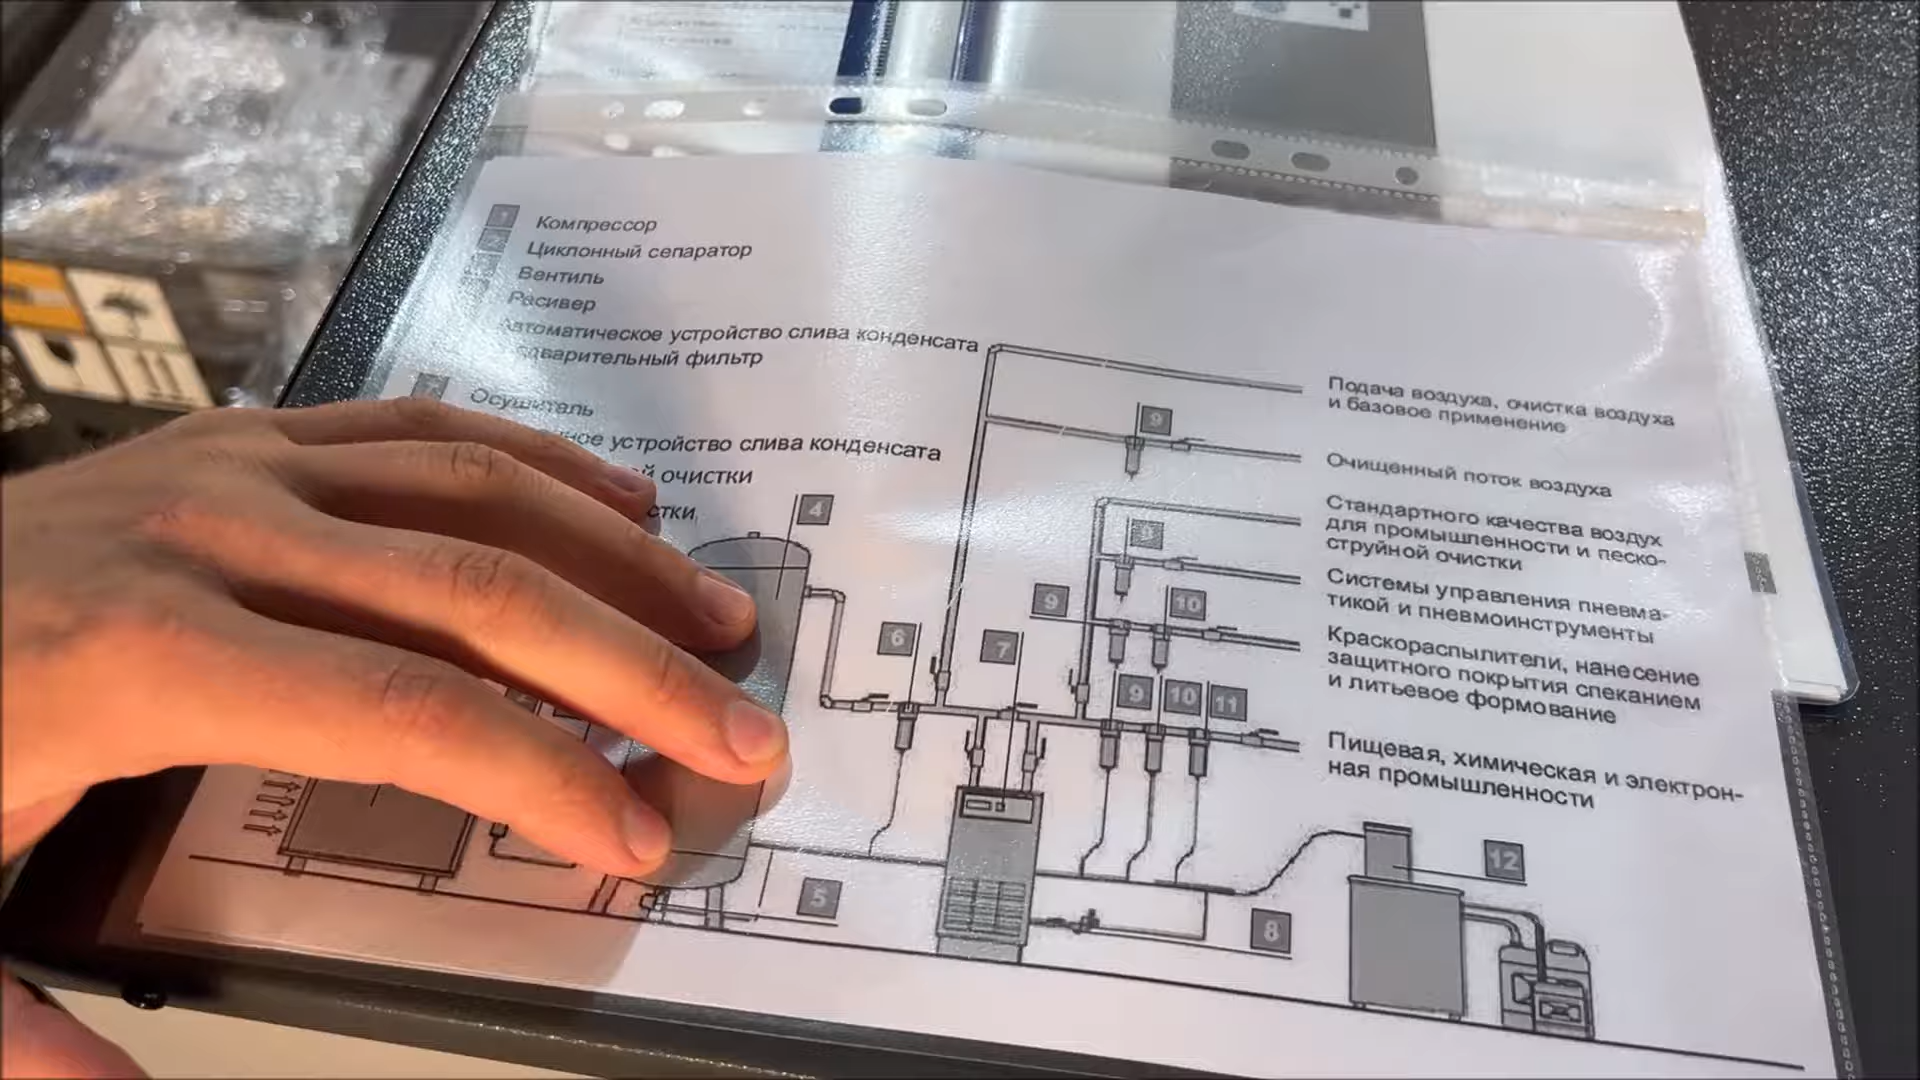 1
Компрессор
Циклонный сепаратор
Вентиль
Ресивер
Автоматическое устройство слива конденсата
фильтр
Осушитель
устройство слива конденсата
очистки
4
9
Подача воздуха, очистка воздуха
и базовое применение
Очищенный поток воздуха
9
Стандартного качества воздух
для промышленности и песко-
струйной очистки
9
10
Системы управления пневма-
тикой и пневмоинструменты
6
7
Краскораспылители, нанесение
защитного покрытия спеканием
и литьевое формование
9
10
11
Пищевая, химическая и электрон-
ная промышленности
12
5
8